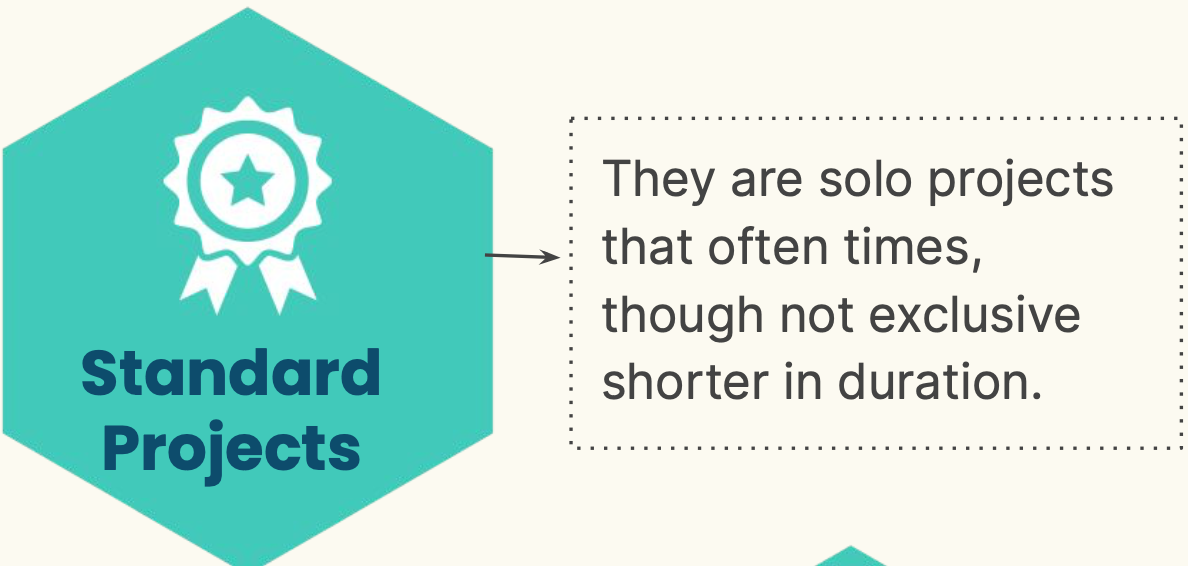 Standard
Projects
They are solo projects
that often times,
though not exclusive
shorter in duration.